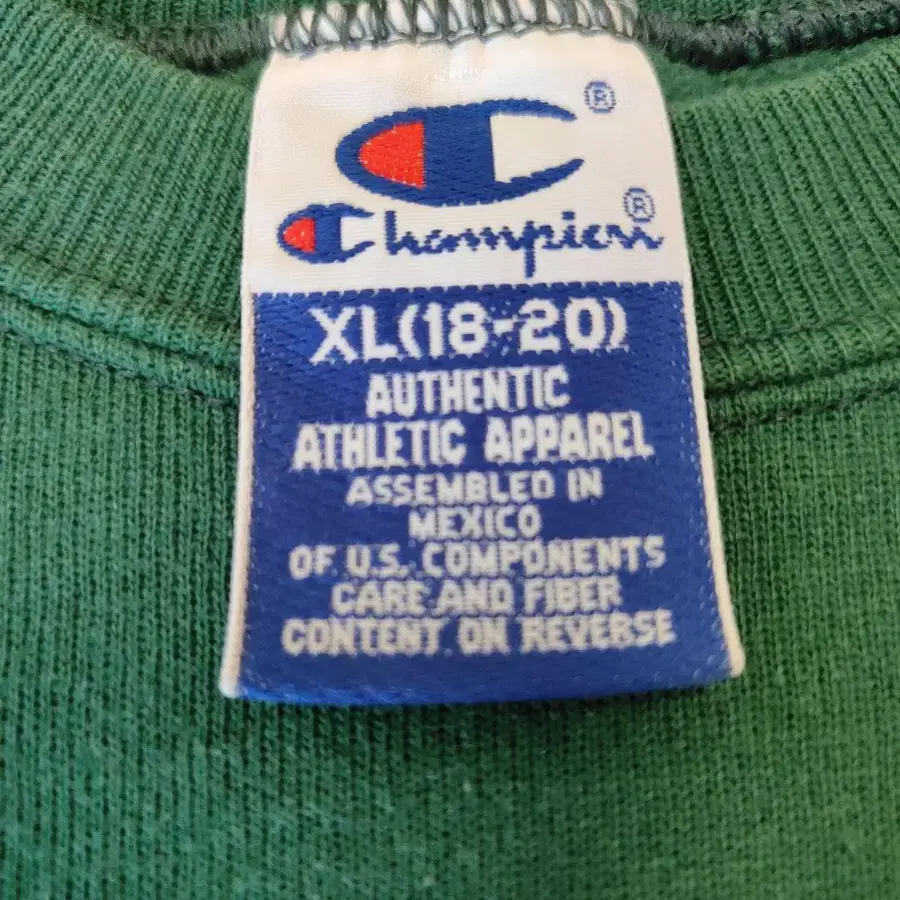 ®
Champion®
XL(18-20)
AUTHENTIC
ATHLETIC APPAREL
ASSEMBLED IN
MEXICO
OF U.S. COMPONENTS
CARE AND FIBER
CONTENT ON REVERSE